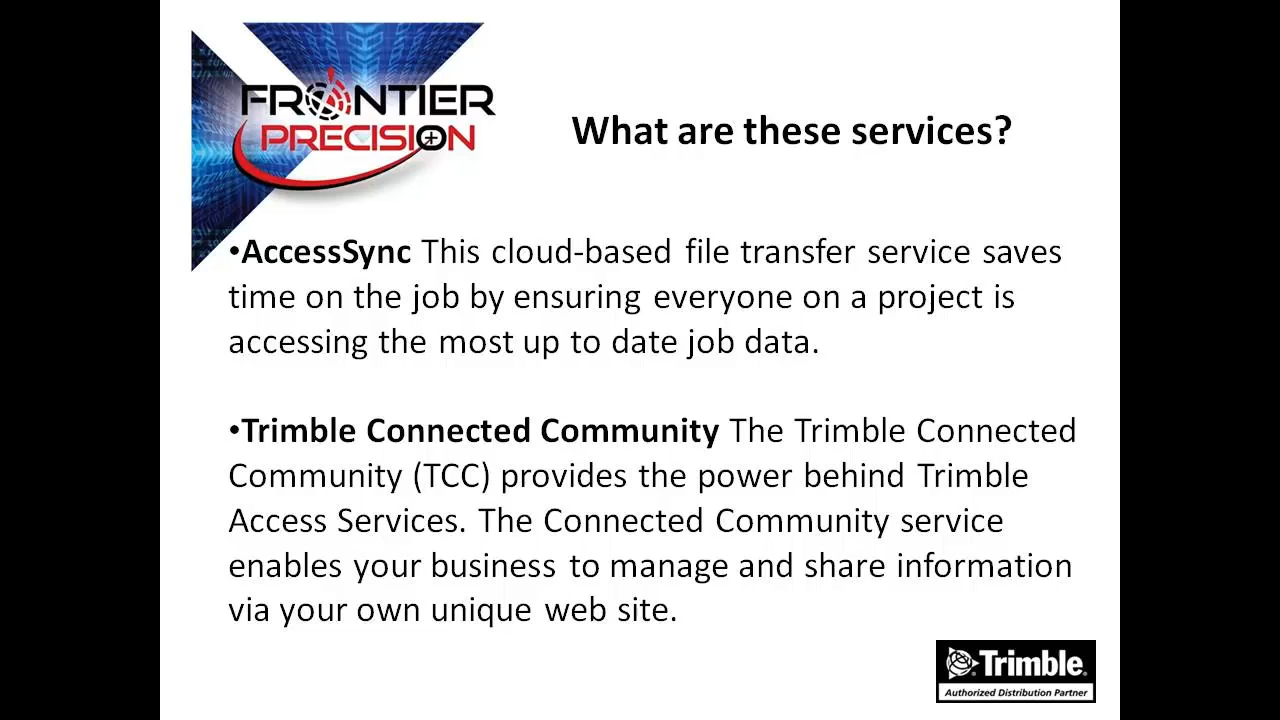 FRONTIER
PRECISION
What are these services?
•AccessSync This cloud-based file transfer service saves
time on the job by ensuring everyone on a project is
accessing the most up to date job data.
•Trimble Connected Community The Trimble Connected
Community (TCC) provides the power behind Trimble
Access Services. The Connected Community service
enables your business to manage and share information
via your own unique web site.
Trimble®
Authorized Distribution Partner